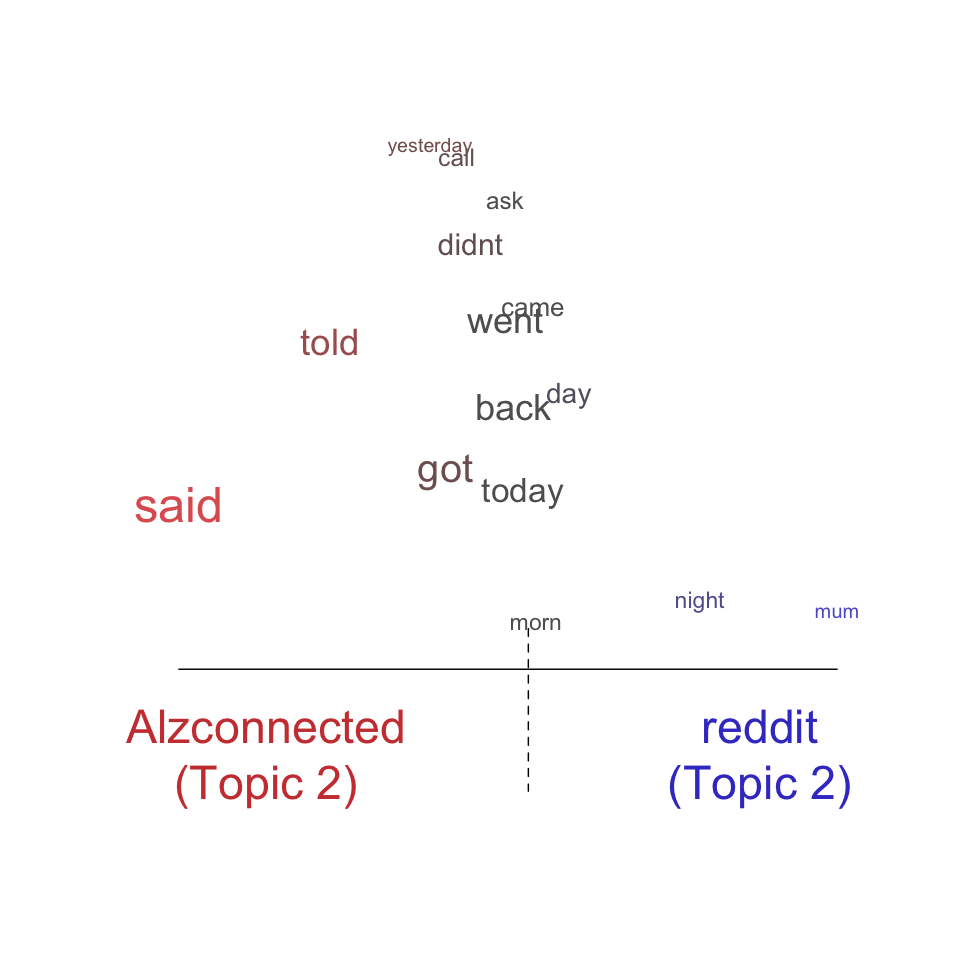 yesterday
call
ask
didnt
came
went
told
day
back
got
today
said
night
mum
morn
Alzconnected
(Topic 2)
reddit
(Topic 2)